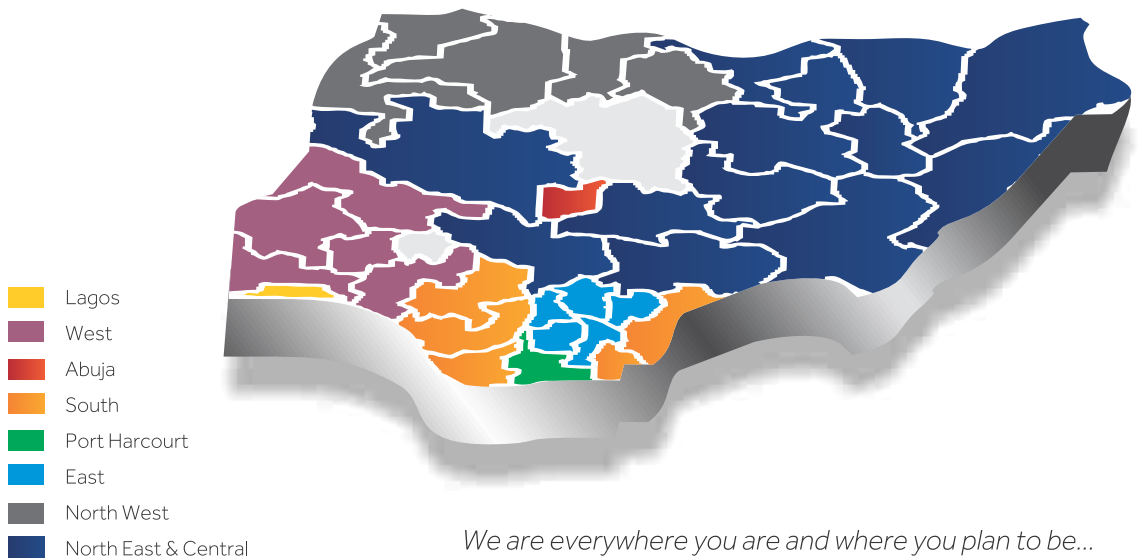 Lagos
West
Abuja
South
Port Harcourt
East
North West
North East & Central
We are everywhere you are and where you plan to be...